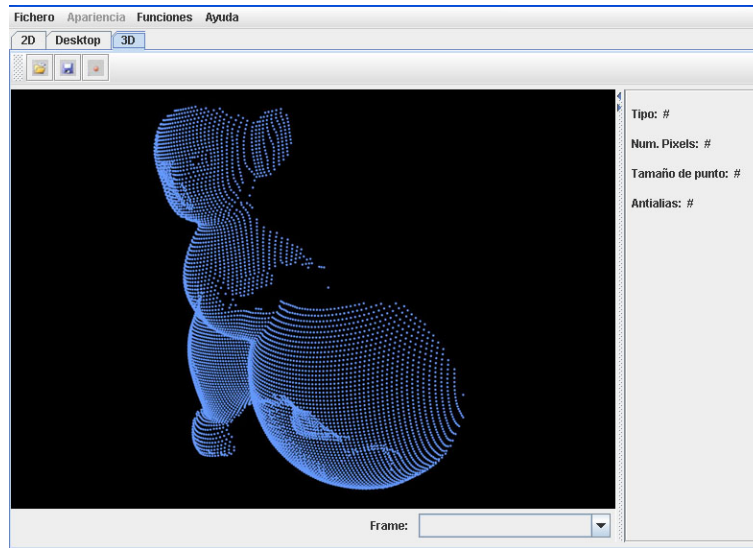 Fichero Apariencia Funciones Ayuda
2D Desktop 3D
Tipo: #
Num. Pixels: #
Tamaño de punto: #
Antialias: #
Frame: